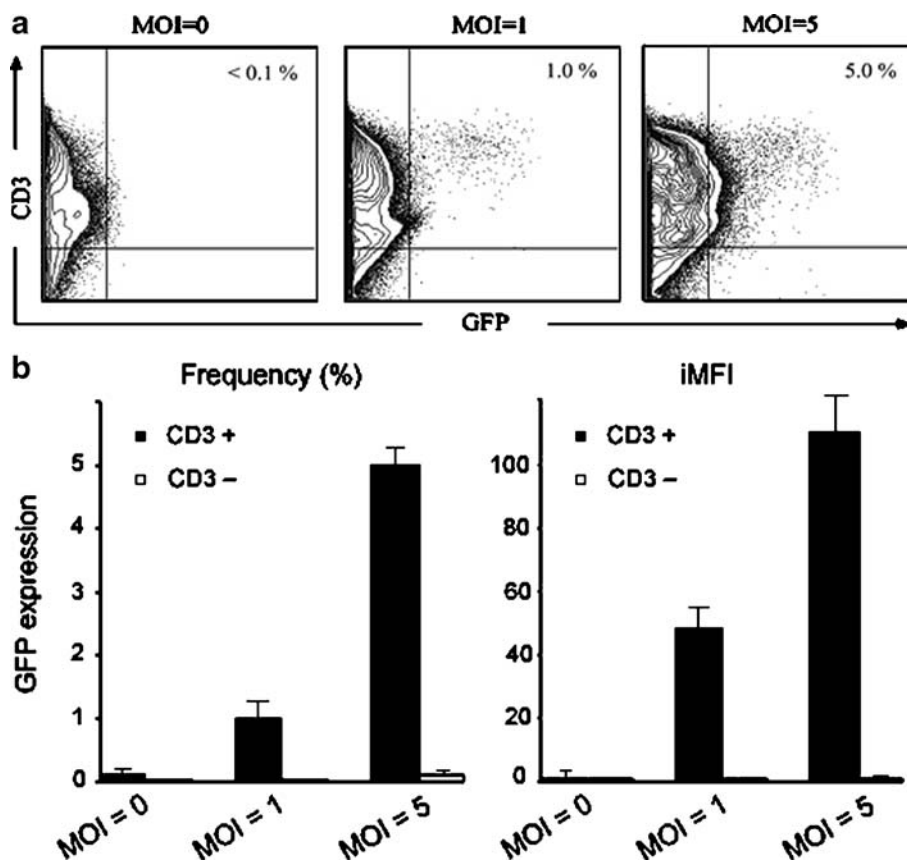 a
MOI=0 MOI=1 MOI=5
< 0.1 % 1.0 % 5.0 %
CD3
GFP
b
Frequency (%) iMFI
CD3 + CD3 +
CD3 – CD3 –
GFP expression
5
4
3
2
1
0
100
80
60
40
20
0
MOI = 0 MOI = 1 MOI = 5 MOI = 0 MOI = 1 MOI = 5